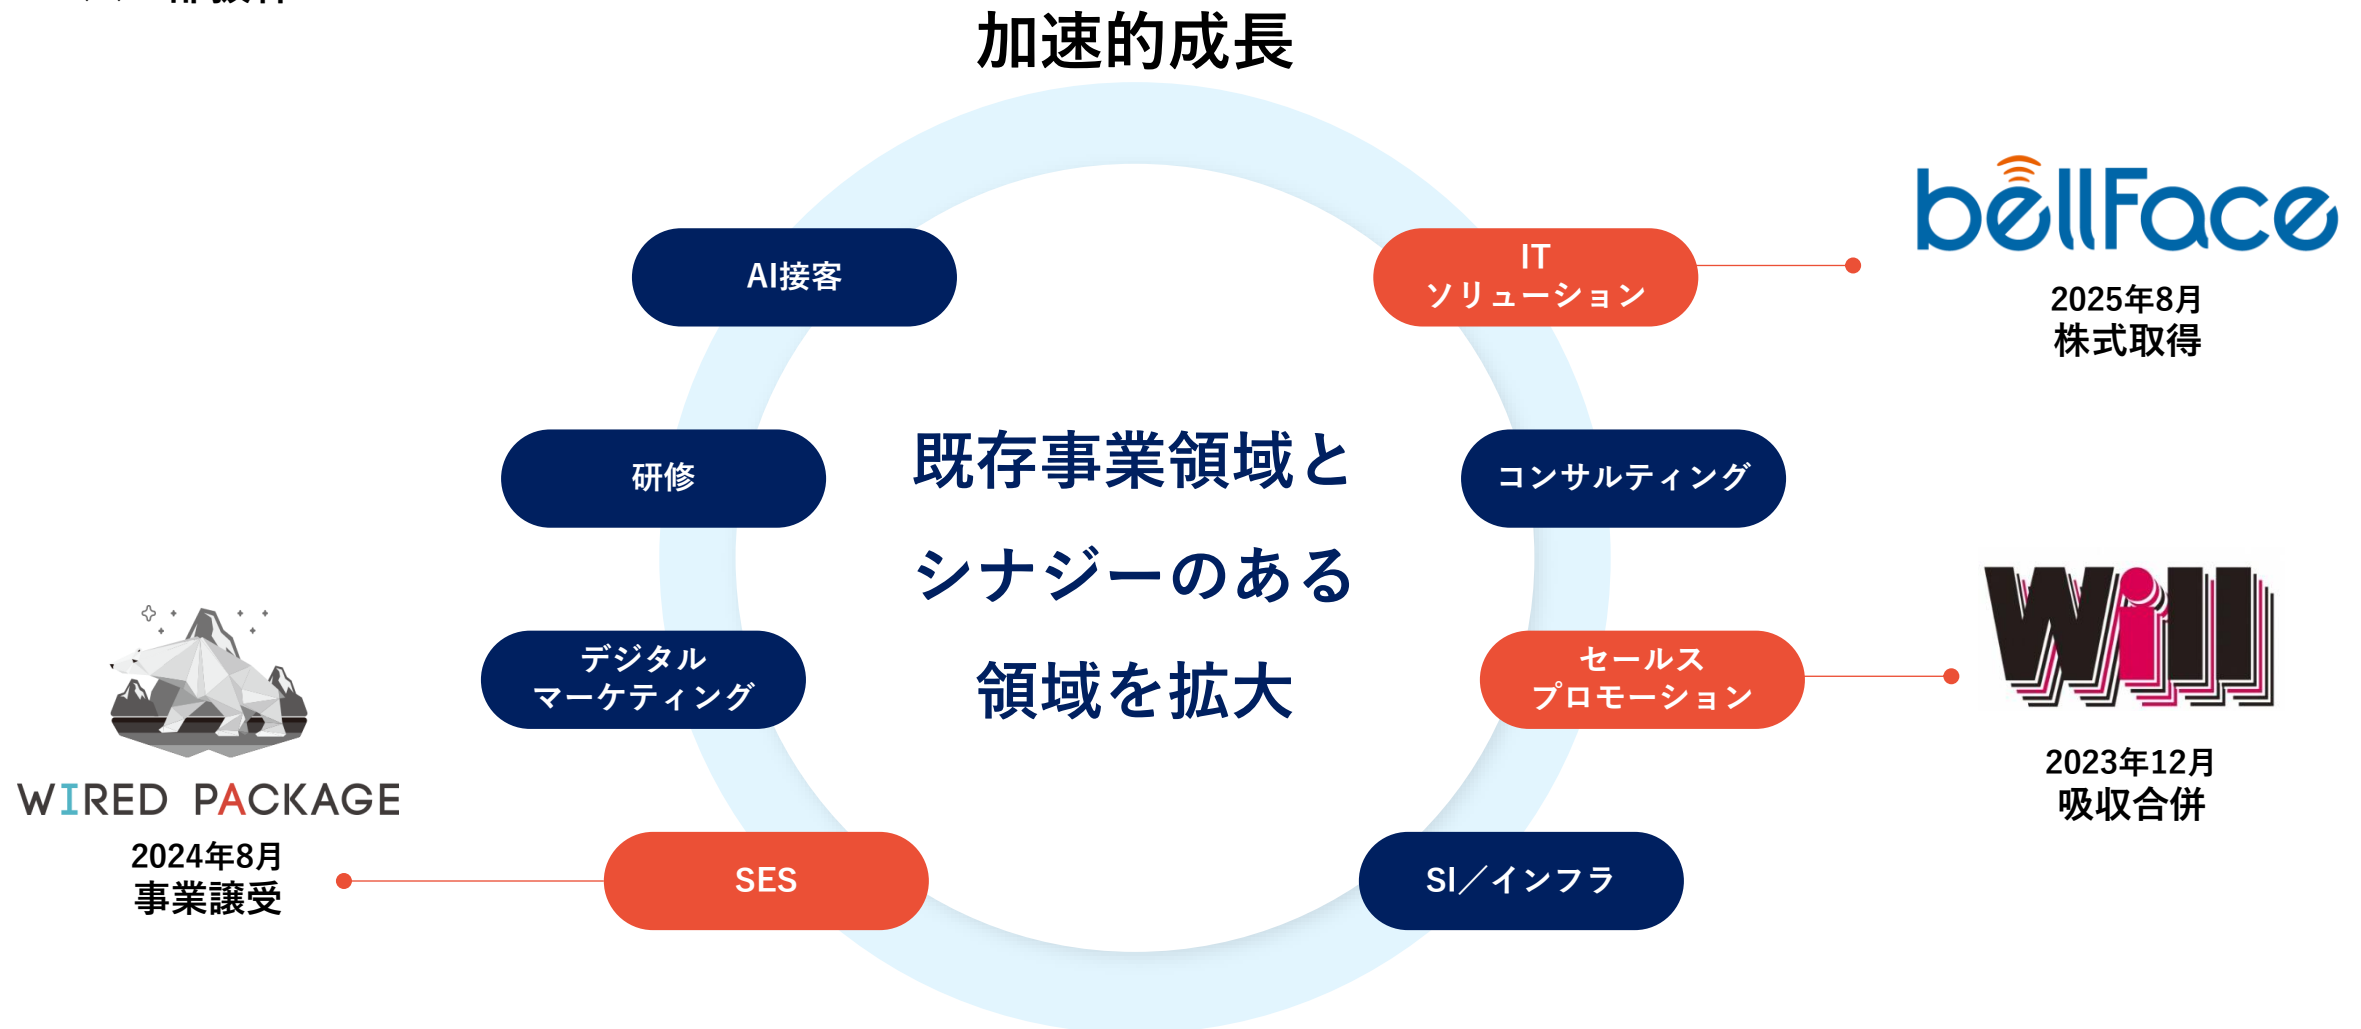 加速的成長
AI接客
IT
ソリューション
bellFace
2025年8月
株式取得
研修
コンサルティング
既存事業領域と
シナジーのある
領域を拡大
デジタル
マーケティング
セールス
プロモーション
Will
2023年12月
吸収合併
WIRED PACKAGE
2024年8月
事業譲受
SES
SI／インフラ